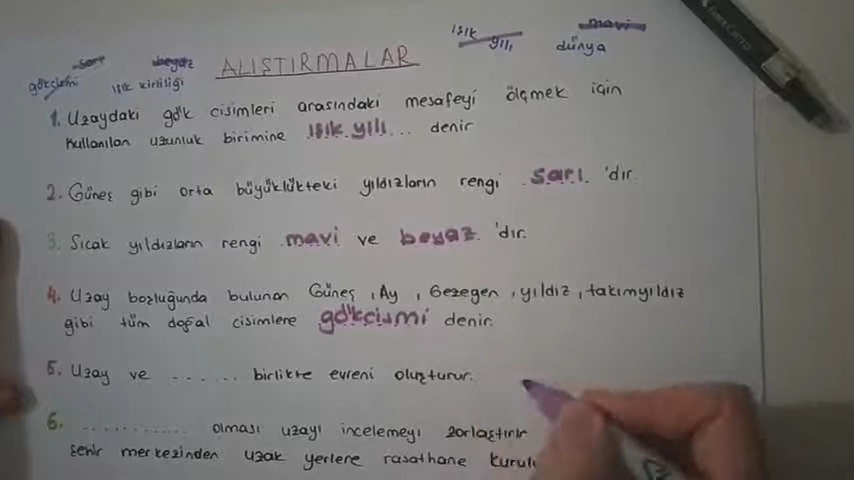 ışık yılı mavi
sarı beyaz ALIŞTIRMALAR dünya
gökcismi ışık kirliliği
1. Uzaydaki gök cisimleri arasındaki mesafeyi ölçmek için
kullanılan uzunluk birimine ışık yılı... denir
2. Güneş gibi orta büyüklükteki yıldızların rengi .sarı. 'dır.
3. Sıcak yıldızların rengi .mavi ve beyaz. 'dır.
4. Uzay boşluğunda bulunan Güneş, Ay, Gezegen, yıldız, takımyıldız
gibi tüm doğal cisimlere gökcismi denir.
5. Uzay ve ...... birlikte evreni oluşturur.
6. ........... olması uzayı incelemeyi zorlaştırır
şehir merkezinden uzak yerlere rasathane